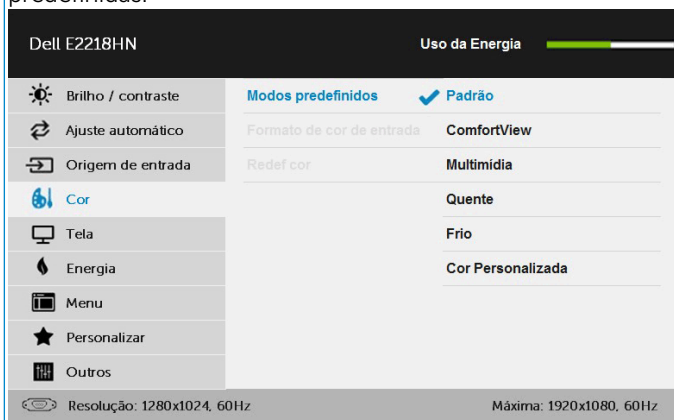 predefinidas.
Dell E2218HN Uso da Energia
Brilho / contraste Modos predefinidos Padrão
Ajuste automático Formato de cor de entrada ComfortView
Origem de entrada Redef cor Multimídia
Cor Quente
Tela Frio
Energia Cor Personalizada
Menu
Personalizar
Outros
Resolução: 1280x1024, 60Hz Máxima: 1920x1080, 60Hz